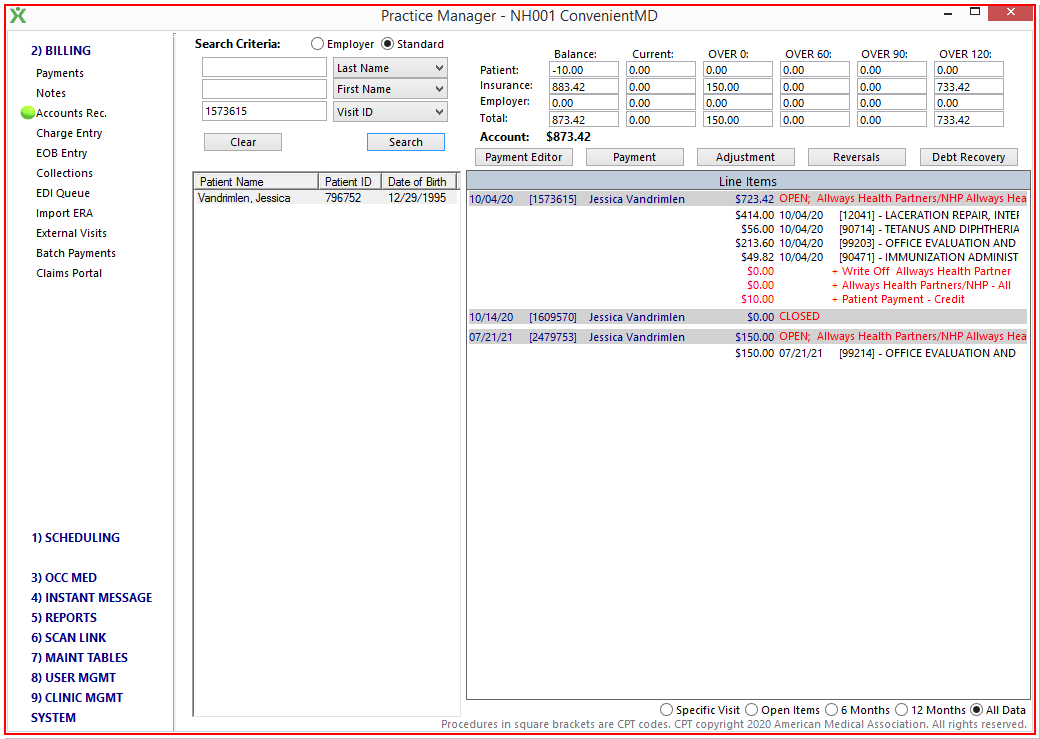 Practice Manager - NH001 ConvenientMD
2) BILLING
Payments
Notes
Accounts Rec.
Charge Entry
EOB Entry
Collections
EDI Queue
Import ERA
External Visits
Batch Payments
Claims Portal
1) SCHEDULING
3) OCC MED
4) INSTANT MESSAGE
5) REPORTS
6) SCAN LINK
7) MAINT TABLES
8) USER MGMT
9) CLINIC MGMT
SYSTEM
Search Criteria: Employer Standard
Last Name
First Name
1573615 Visit ID
Clear Search
Balance: Current: OVER 0: OVER 60: OVER 90: OVER 120:
Patient: -10.00 0.00 0.00 0.00 0.00 0.00
Insurance: 883.42 0.00 150.00 0.00 0.00 733.42
Employer: 0.00 0.00 0.00 0.00 0.00 0.00
Total: 873.42 0.00 150.00 0.00 0.00 733.42
Account: $873.42
Payment Editor Payment Adjustment Reversals Debt Recovery
Patient Name Patient ID Date of Birth
Vandrimlen, Jessica 796752 12/29/1995
Line Items
10/04/20 [1573615] Jessica Vandrimlen $723.42 OPEN; Allways Health Partners/NHP Allways Hea
$414.00 10/04/20 [12041] - LACERATION REPAIR, INTER
$56.00 10/04/20 [90714] - TETANUS AND DIPHTHERIA
$213.60 10/04/20 [99203] - OFFICE EVALUATION AND
$49.82 10/04/20 [90471] - IMMUNIZATION ADMINIST
$0.00 + Write Off Allways Health Partner
$0.00 + Allways Health Partners/NHP - All
$10.00 + Patient Payment - Credit
10/14/20 [1609570] Jessica Vandrimlen $0.00 CLOSED
07/21/21 [2479753] Jessica Vandrimlen $150.00 OPEN; Allways Health Partners/NHP Allways Hea
$150.00 07/21/21 [99214] - OFFICE EVALUATION AND
Specific Visit Open Items 6 Months 12 Months All Data
Procedures in square brackets are CPT codes. CPT copyright 2020 American Medical Association. All rights reserved.